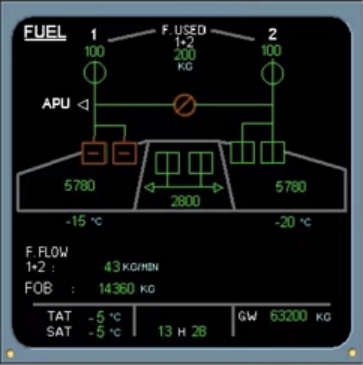 FUEL 1 F.USED 2
100 1+2 100
200
KG
APU
5780 5780
2800
-15 °C -20 °C
F.FLOW
1+2 : 43 KG/MIN
FOB : 14360 KG
TAT -5 °C GW 63200 KG
SAT -5 °C 13 H 28